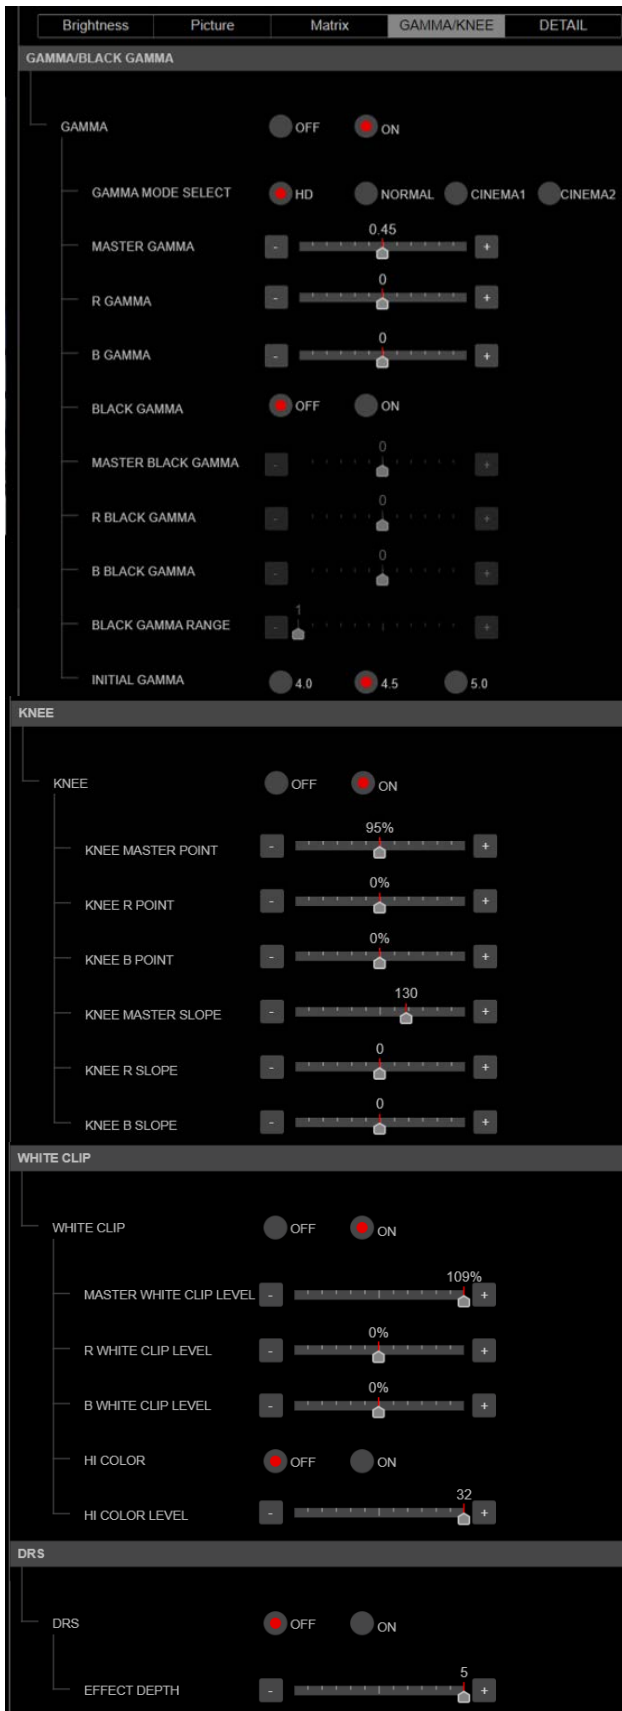 Brightness Picture Matrix GAMMA/KNEE DETAIL
GAMMA/BLACK GAMMA
GAMMA OFF ON
GAMMA MODE SELECT HD NORMAL CINEMA1 CINEMA2
0.45
MASTER GAMMA - +
0
R GAMMA - +
0
B GAMMA - +
BLACK GAMMA OFF ON
0
MASTER BLACK GAMMA - +
0
R BLACK GAMMA - +
0
B BLACK GAMMA - +
1
BLACK GAMMA RANGE - +
INITIAL GAMMA 4.0 4.5 5.0
KNEE
KNEE OFF ON
95%
KNEE MASTER POINT - +
0%
KNEE R POINT - +
0%
KNEE B POINT - +
130
KNEE MASTER SLOPE - +
0
KNEE R SLOPE - +
0
KNEE B SLOPE - +
WHITE CLIP
WHITE CLIP OFF ON
109%
MASTER WHITE CLIP LEVEL - +
0%
R WHITE CLIP LEVEL - +
0%
B WHITE CLIP LEVEL - +
HI COLOR OFF ON
32
HI COLOR LEVEL - +
DRS
DRS OFF ON
5
EFFECT DEPTH - +